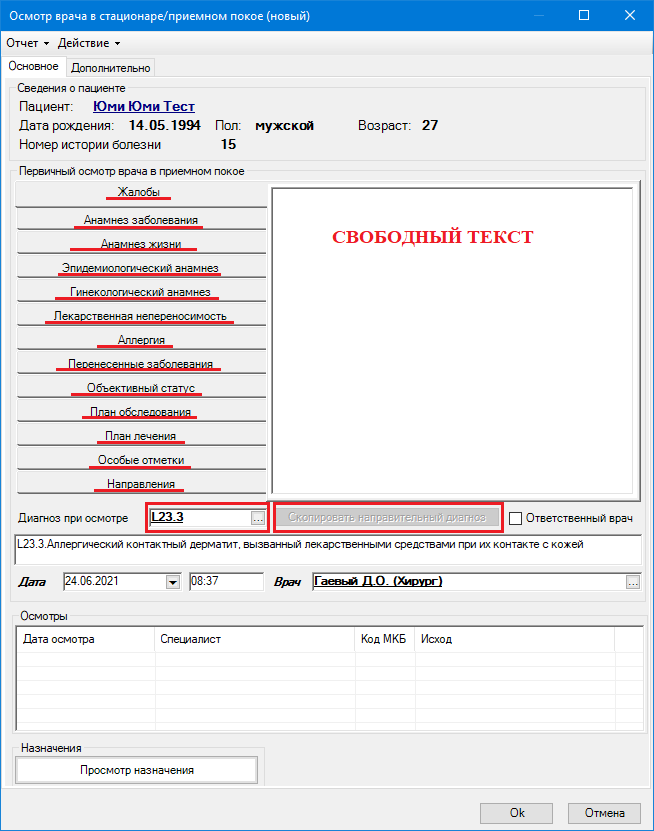 Осмотр врача в стационаре/приемном покое (новый)
Отчет Действие
Основное Дополнительно
Сведения о пациенте
Пациент: Юми Юми Тест
Дата рождения: 14.05.1994 Пол: мужской Возраст: 27
Номер истории болезни 15
Первичный осмотр врача в приемном покое
Жалобы
Анамнез заболевания
СВОБОДНЫЙ ТЕКСТ
Анамнез жизни
Эпидемиологический анамнез
Гинекологический анамнез
Лекарственная непереносимость
Аллергия
Перенесенные заболевания
Объективный статус
План обследования
План лечения
Особые отметки
Направления
Диагноз при осмотре L23.3 ... Скопировать направительный диагноз Ответственный врач
L23.3.Аллергический контактный дерматит, вызванный лекарственными средствами при их контакте с кожей
Дата 24.06.2021 08:37 Врач Гаевый Д.О. (Хирург) ...
Осмотры
Дата осмотра Специалист Код МКБ Исход
Назначения
Просмотр назначения
Ok Отмена